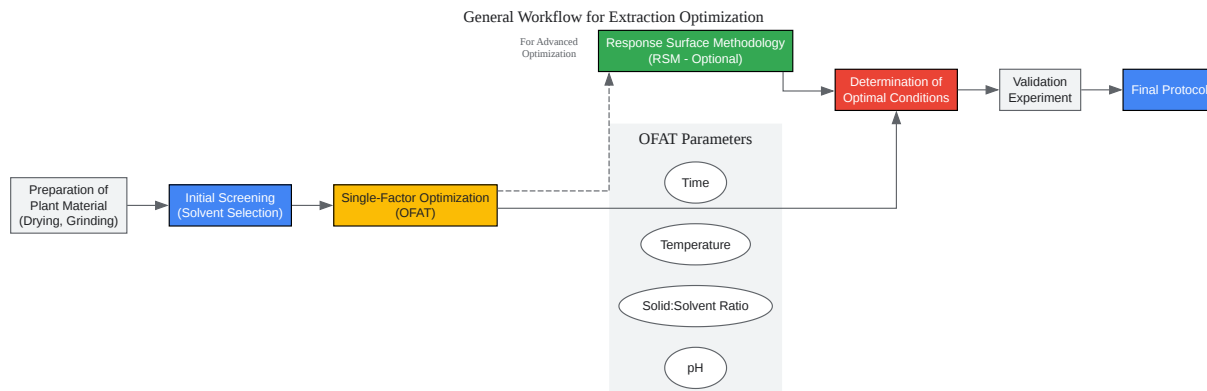 General Workflow for Extraction Optimization
For Advanced
Optimization
Response Surface Methodology
(RSM - Optional)
Determination of
Optimal Conditions
Validation
Experiment
Final Protocol
OFAT Parameters
Time
Temperature
Solid:Solvent Ratio
pH
Preparation of
Plant Material
(Drying, Grinding)
Initial Screening
(Solvent Selection)
Single-Factor Optimization
(OFAT)